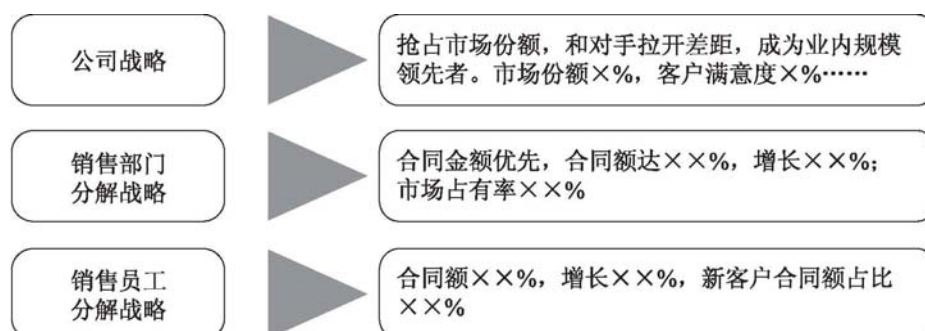 公司战略
抢占市场份额，和对手拉开差距，成为业内规模
领先者。市场份额×%，客户满意度×%……
销售部门
分解战略
合同金额优先，合同额达××%，增长××%；
市场占有率××%
销售员工
分解战略
合同额××%，增长××%，新客户合同额占比
××%